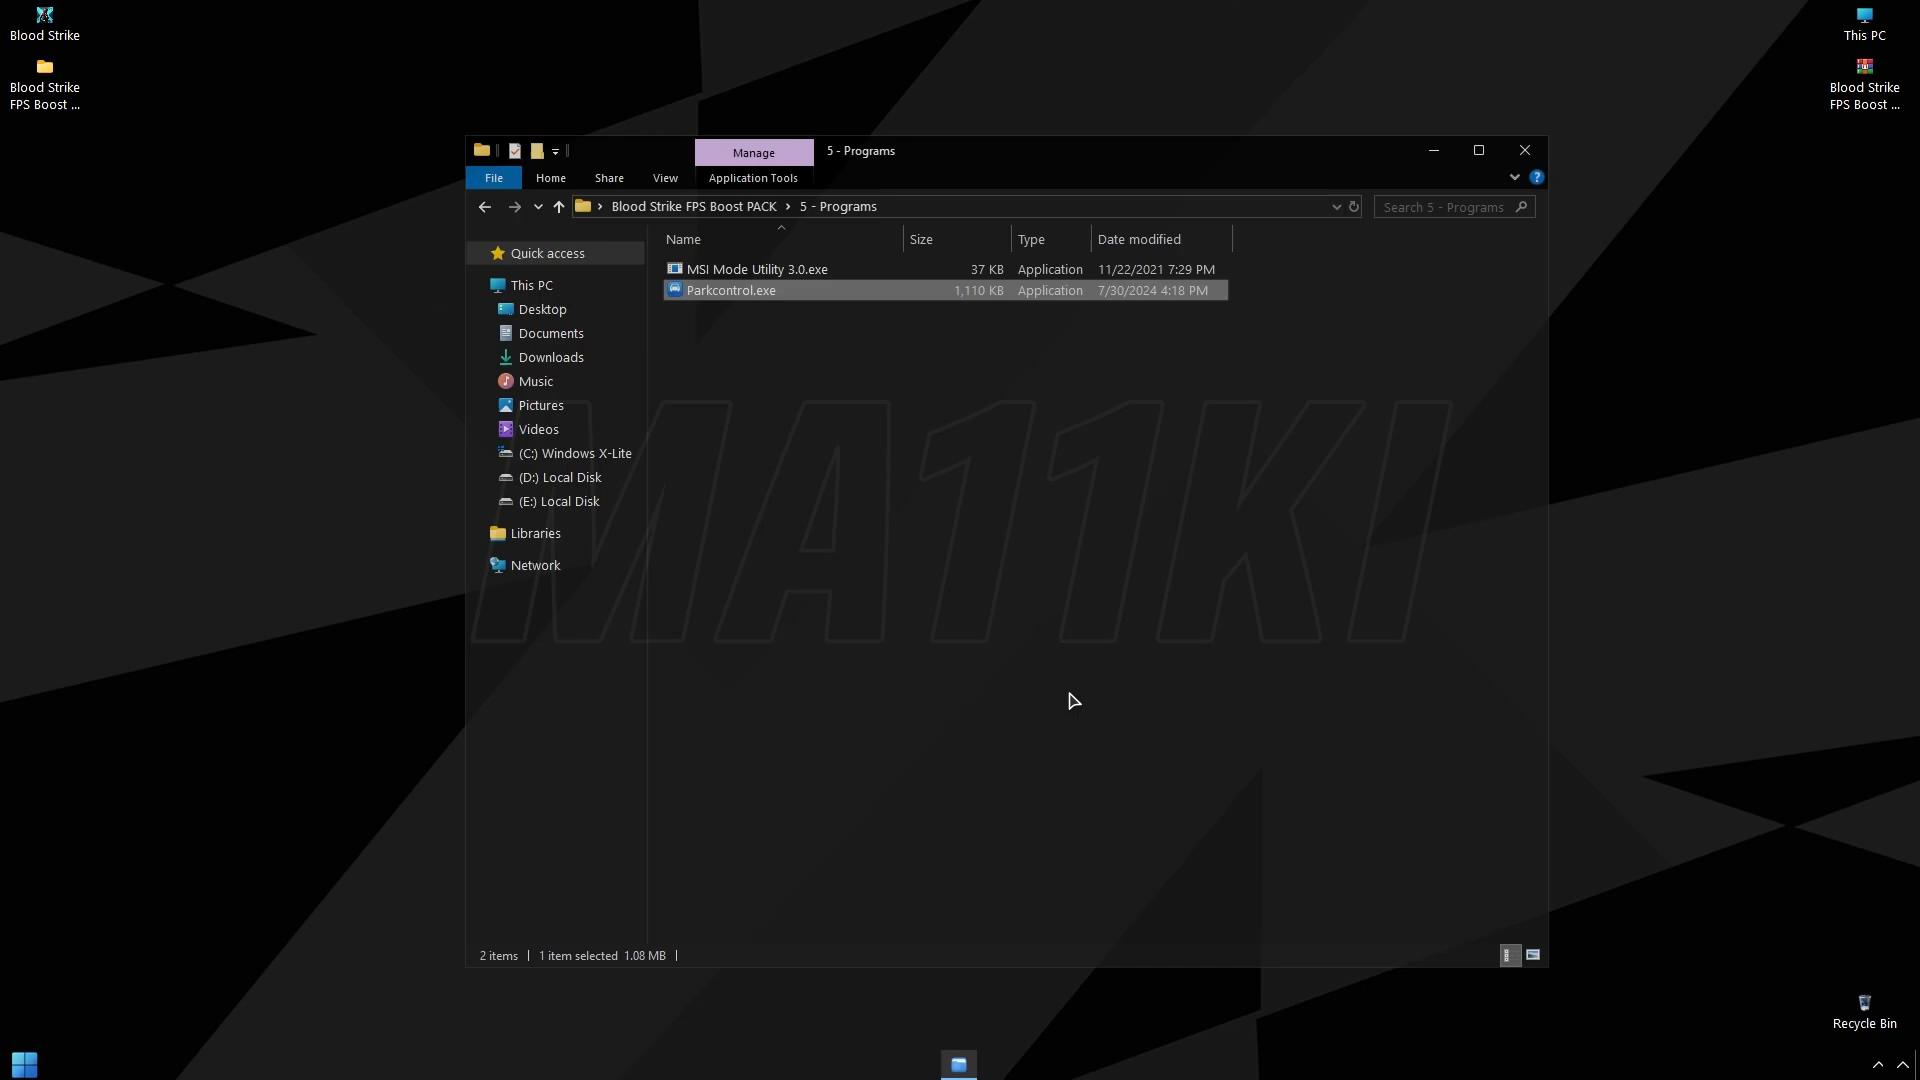 Blood Strike
Blood Strike
FPS Boost ...
This PC
Blood Strike
FPS Boost ...
Manage
5 - Programs
File
Home
Share
View
Application Tools
Blood Strike FPS Boost PACK
5 - Programs
Search 5 - Programs
Name
Size
Type
Date modified
MSI Mode Utility 3.0.exe 37 KB Application 11/22/2021 7:29 PM
Parkcontrol.exe 1,110 KB Application 7/30/2024 4:18 PM
Quick access
This PC
Desktop
Documents
Downloads
Music
Pictures
Videos
(C:) Windows X-Lite
(D:) Local Disk
(E:) Local Disk
Libraries
Network
MA11KI
2 items
1 item selected 1.08 MB
Recycle Bin